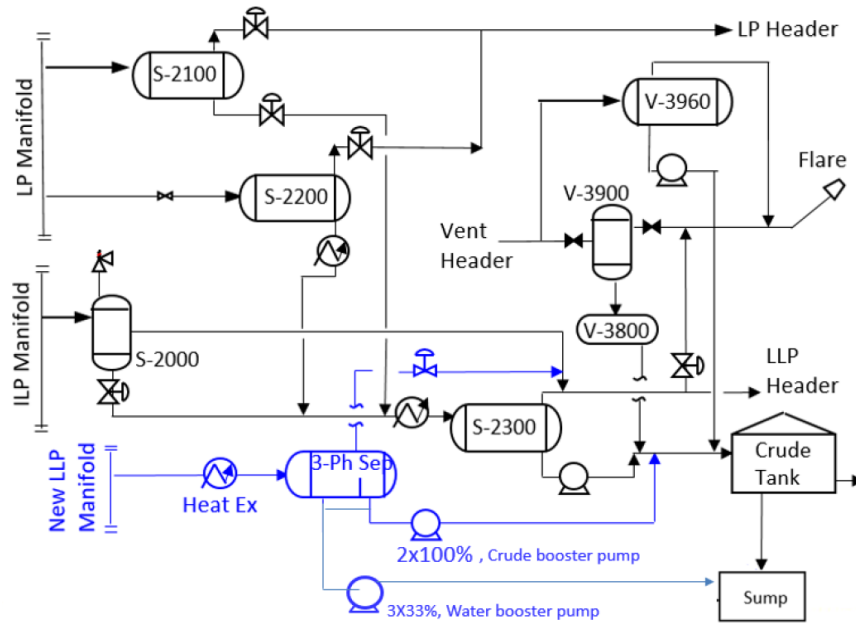 LP Header
S-2100
V-3960
LP Manifold
Flare
S-2200
V-3900
Vent
Header
ILP Manifold
V-3800
S-2000
LLP
Header
S-2300
3-Ph Sep
Crude
Tank
New LLP
Manifold
Heat Ex
2x100% , Crude booster pump
3X33%, Water booster pump
Sump